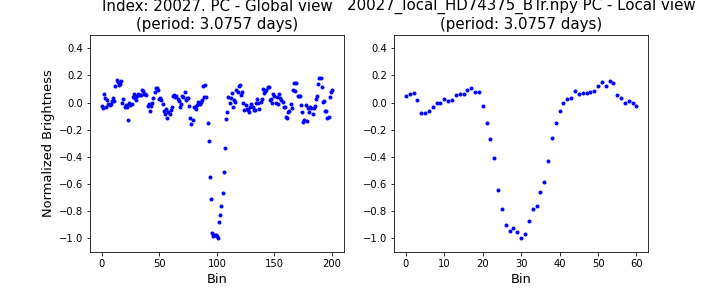 Index: 20027. PC - Global view
(period: 3.0757 days)
20027_local_HD74375_BTr.npy PC - Local view
(period: 3.0757 days)
Normalized Brightness
0.4
0.2
0.0
−0.2
−0.4
−0.6
−0.8
−1.0
0 50 100 150 200
Bin
0.4
0.2
0.0
−0.2
−0.4
−0.6
−0.8
−1.0
0 10 20 30 40 50 60
Bin